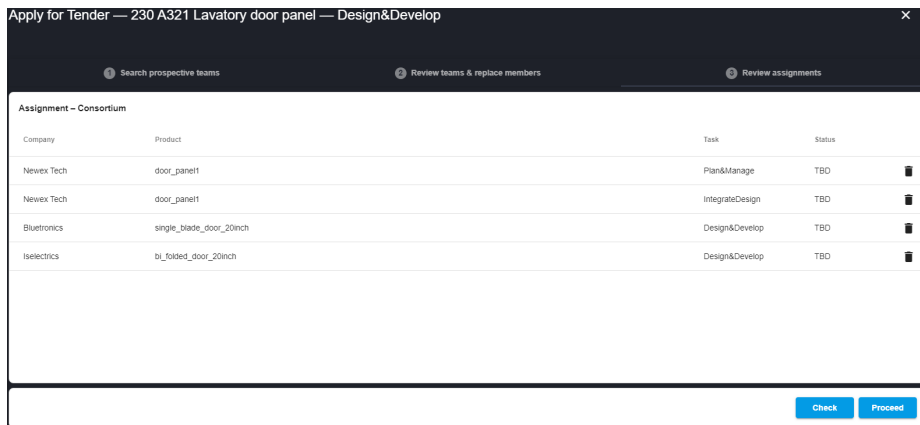 Apply for Tender — 230 A321 Lavatory door panel — Design&Develop
1 Search prospective teams 2 Review teams & replace members 3 Review assignments
Assignment – Consortium
Company Product Task Status
Newex Tech door_panel1 Plan&Manage TBD
Newex Tech door_panel1 IntegrateDesign TBD
Bluetronics single_blade_door_20inch Design&Develop TBD
Iselectrics bi_folded_door_20inch Design&Develop TBD
Check Proceed